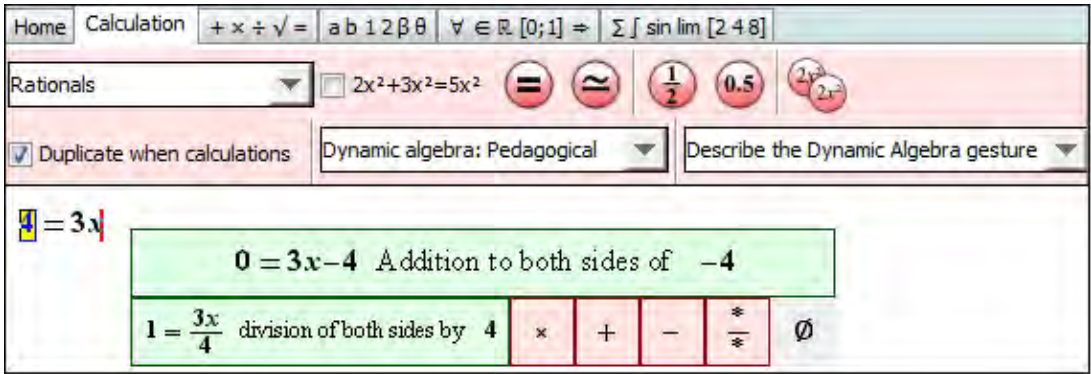 Home Calculation + × ÷ √ = a b 1 2 β θ ∀ ∈ ℝ [0;1] ⇒ Σ ∫ sin lim [2 4 8]
Rationals 2x²+3x²=5x² = ≃ 1/2 0.5 2x² 2x²
Duplicate when calculations Dynamic algebra: Pedagogical Describe the Dynamic Algebra gesture
4 = 3x
0 = 3x−4 Addition to both sides of −4
1 = 3x/4 division of both sides by 4 × + − */* Ø